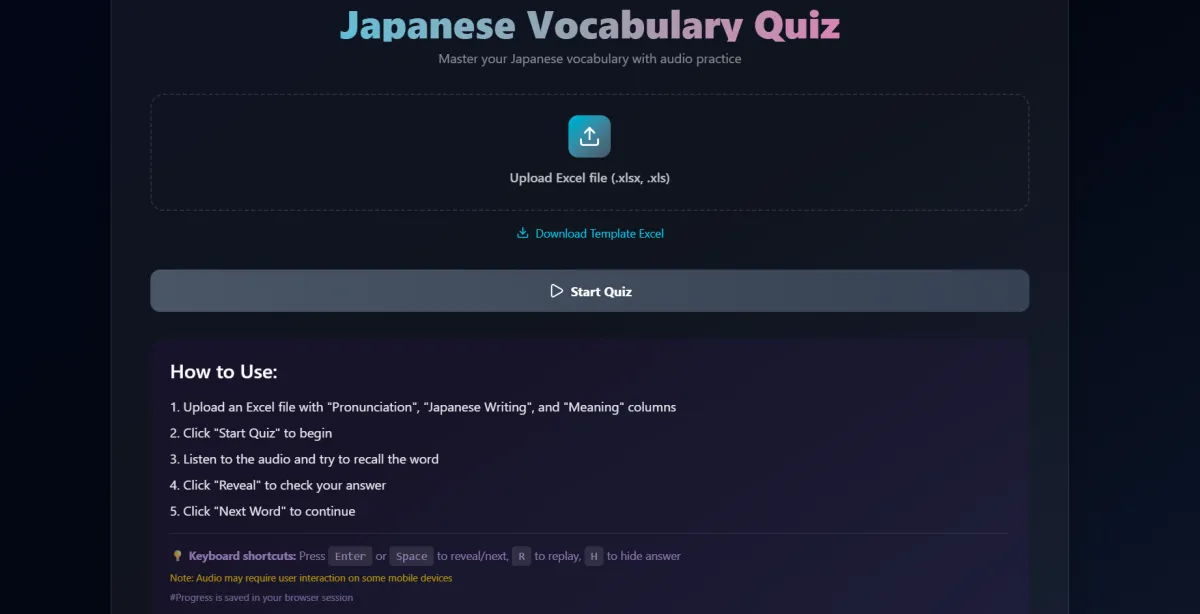 Japanese Vocabulary Quiz
Master your Japanese vocabulary with audio practice
Upload Excel file (.xlsx, .xls)
Download Template Excel
Start Quiz
How to Use:
1. Upload an Excel file with "Pronunciation", "Japanese Writing", and "Meaning" columns
2. Click "Start Quiz" to begin
3. Listen to the audio and try to recall the word
4. Click "Reveal" to check your answer
5. Click "Next Word" to continue
Keyboard shortcuts: Press Enter or Space to reveal/next, R to replay, H to hide answer
Note: Audio may require user interaction on some mobile devices
#Progress is saved in your browser session